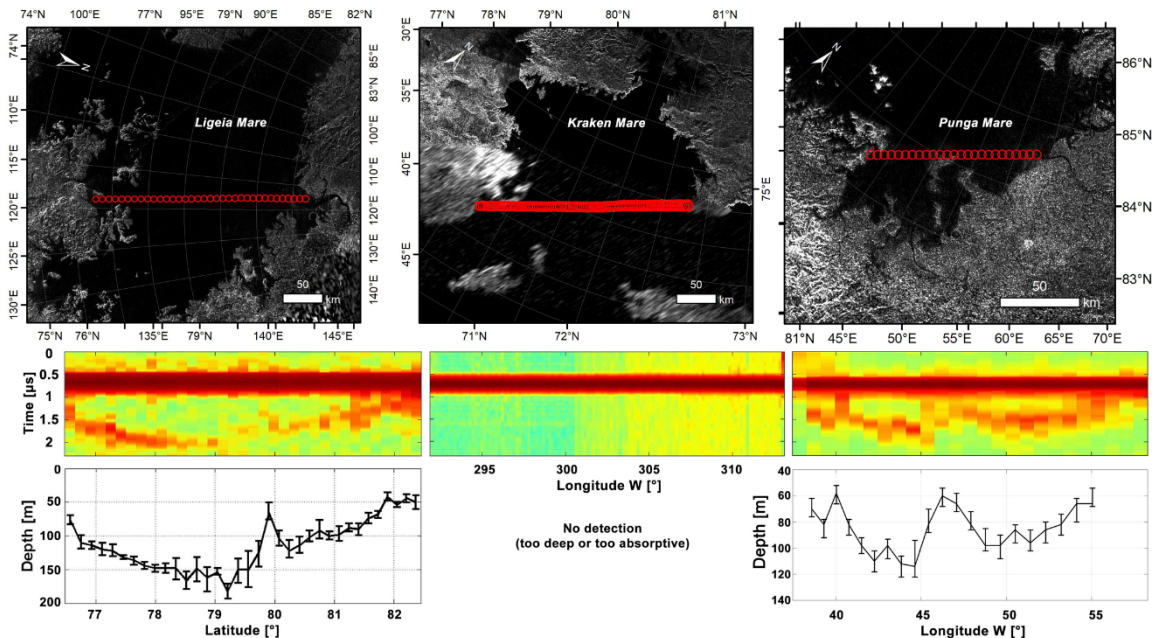 100°E 77°N 95°E 79°N 90°E 85°E 82°N
74°N
74°N
110°E
115°E
120°E
125°E
130°E
N
Ligeia Mare
85°E
83°N
100°E
110°E
120°E
130°E
140°E
50
km
75°N 76°N 135°E 79°N 140°E 145°E
77°N 78°N 79°N 80°N 81°N
30°E
35°E
40°E
45°E
N
Kraken Mare
75°E
50
km
71°N 72°N 73°N
N
Punga Mare
86°N
85°N
84°N
83°N
50
km
81°N 45°E 50°E 55°E 60°E 65°E 70°E
Time [µs]
0
0.5
1
1.5
2
295 300 305 310
Longitude W [°]
No detection
(too deep or too absorptive)
Depth [m]
0
50
100
150
200
77 78 79 80 81 82
Latitude [°]
Depth [m]
40
60
80
100
120
140
40 45 50 55
Longitude W [°]